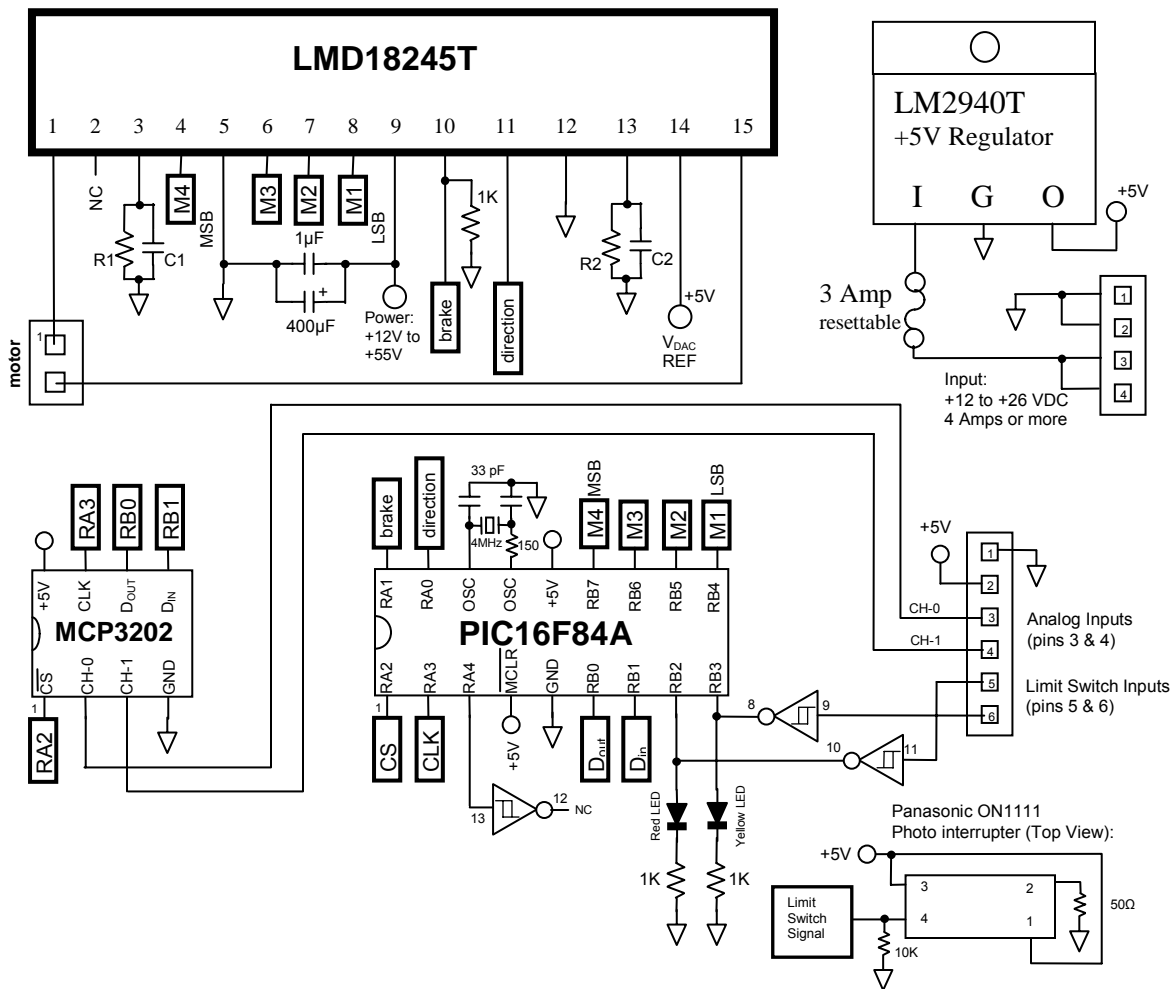 LMD18245T
1 2 3 4 5 6 7 8 9 10 11 12 13 14 15
NC
M4
MSB
M3
M2
M1
LSB
R1
C1
1µF
+
400µF
Power:
+12V to
+55V
1K
brake
direction
R2
C2
+5V
VDAC
REF
motor
1
LM2940T
+5V Regulator
I G O
+5V
3 Amp
resettable
1
2
3
4
Input:
+12 to +26 VDC
4 Amps or more
RA3
RB0
RB1
+5V
CLK
DOUT
DIN
MCP3202
CS
CH-0
CH-1
GND
1
RA2
brake
direction
33 pF
4MHz
150
M4
MSB
M3
M2
M1
LSB
RA1
RA0
OSC
OSC
+5V
RB7
RB6
RB5
RB4
PIC16F84A
RA2
RA3
RA4
MCLR
GND
RB0
RB1
RB2
RB3
1
CS
CLK
+5V
Dout
Din
13
12
NC
8
9
10
11
Red LED
Yellow LED
1K
1K
+5V
CH-0
CH-1
1
2
3
4
5
6
Analog Inputs
(pins 3 & 4)
Limit Switch Inputs
(pins 5 & 6)
Panasonic ON1111
Photo interrupter (Top View):
+5V
3
2
4
1
50Ω
Limit
Switch
Signal
10K